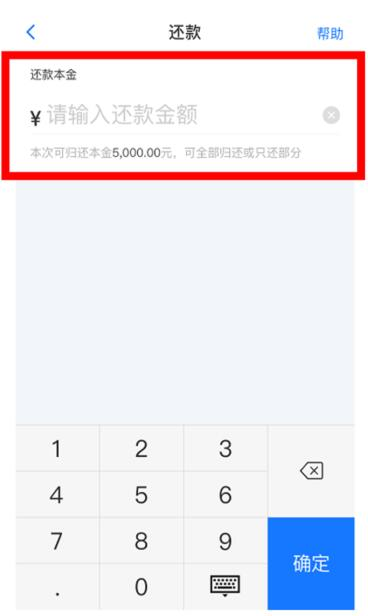 还款
帮助
还款本金
¥ 请输入还款金额
本次可归还本金5,000.00元，可全部归还或只还部分
1 2 3
4 5 6
7 8 9
确定
. 0